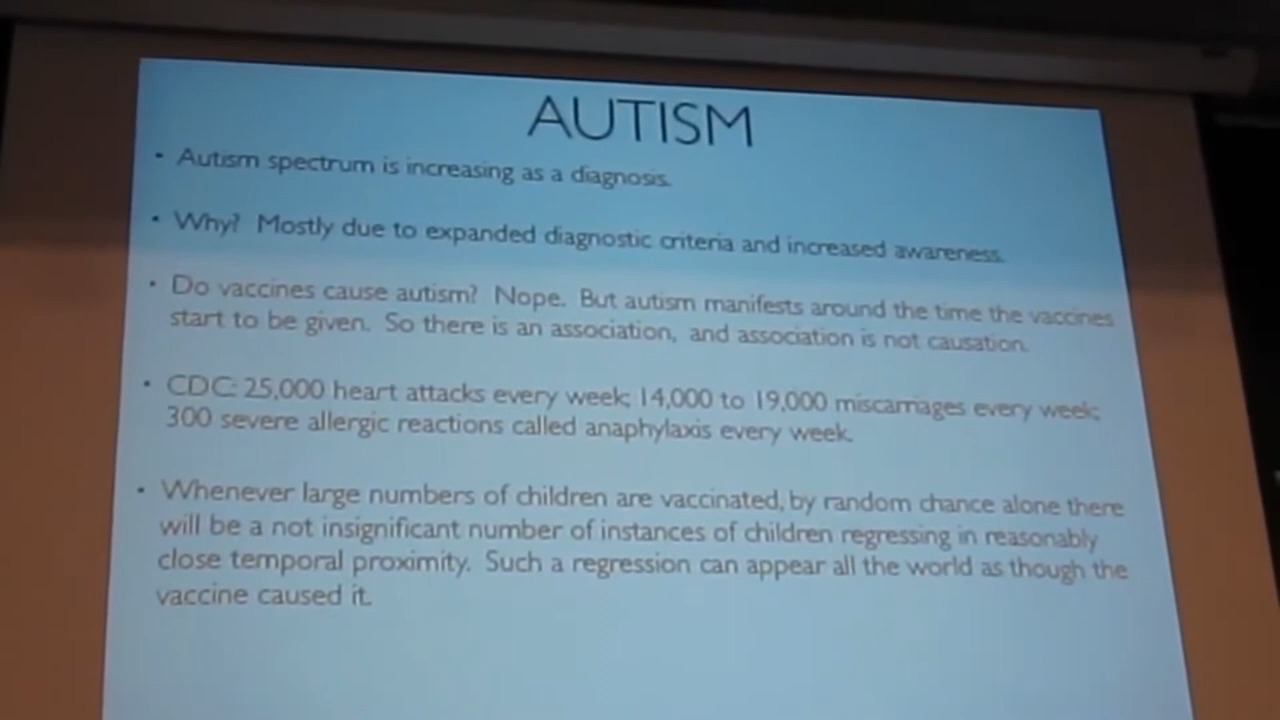 AUTISM
• Autism spectrum is increasing as a diagnosis.
• Why? Mostly due to expanded diagnostic criteria and increased awareness.
• Do vaccines cause autism? Nope. But autism manifests around the time the vaccines
start to be given. So there is an association, and association is not causation.
• CDC: 25,000 heart attacks every week; 14,000 to 19,000 miscarriages every week;
300 severe allergic reactions called anaphylaxis every week.
• Whenever large numbers of children are vaccinated, by random chance alone there
will be a not insignificant number of instances of children regressing in reasonably
close temporal proximity. Such a regression can appear all the world as though the
vaccine caused it.